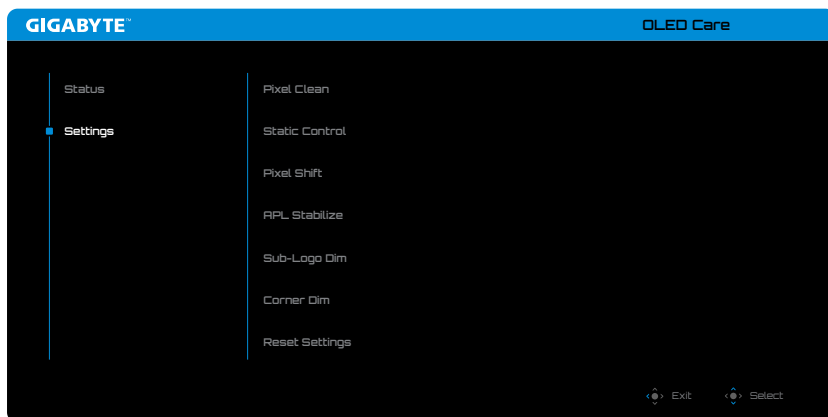 GIGABYTE™
OLED Care
Status
Settings
Pixel Clean
Static Control
Pixel Shift
APL Stabilize
Sub-Logo Dim
Corner Dim
Reset Settings
Exit
Select